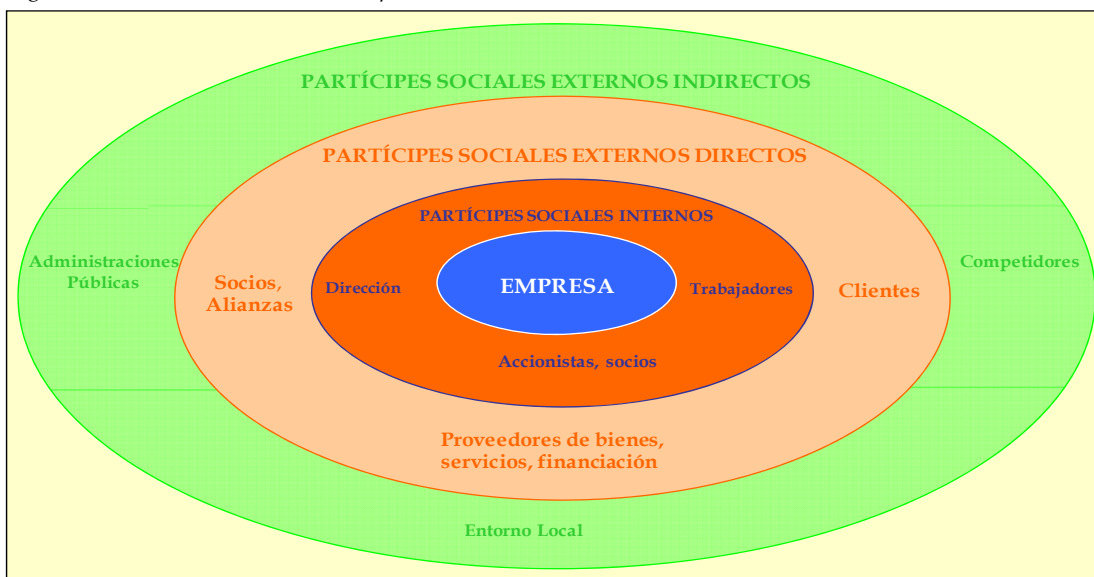 PARTÍCIPES SOCIALES EXTERNOS INDIRECTOS
PARTÍCIPES SOCIALES EXTERNOS DIRECTOS
PARTÍCIPES SOCIALES INTERNOS
Administraciones
Públicas
Socios,
Alianzas
Dirección
EMPRESA
Trabajadores
Clientes
Competidores
Accionistas, socios
Proveedores de bienes,
servicios, financiación
Entorno Local